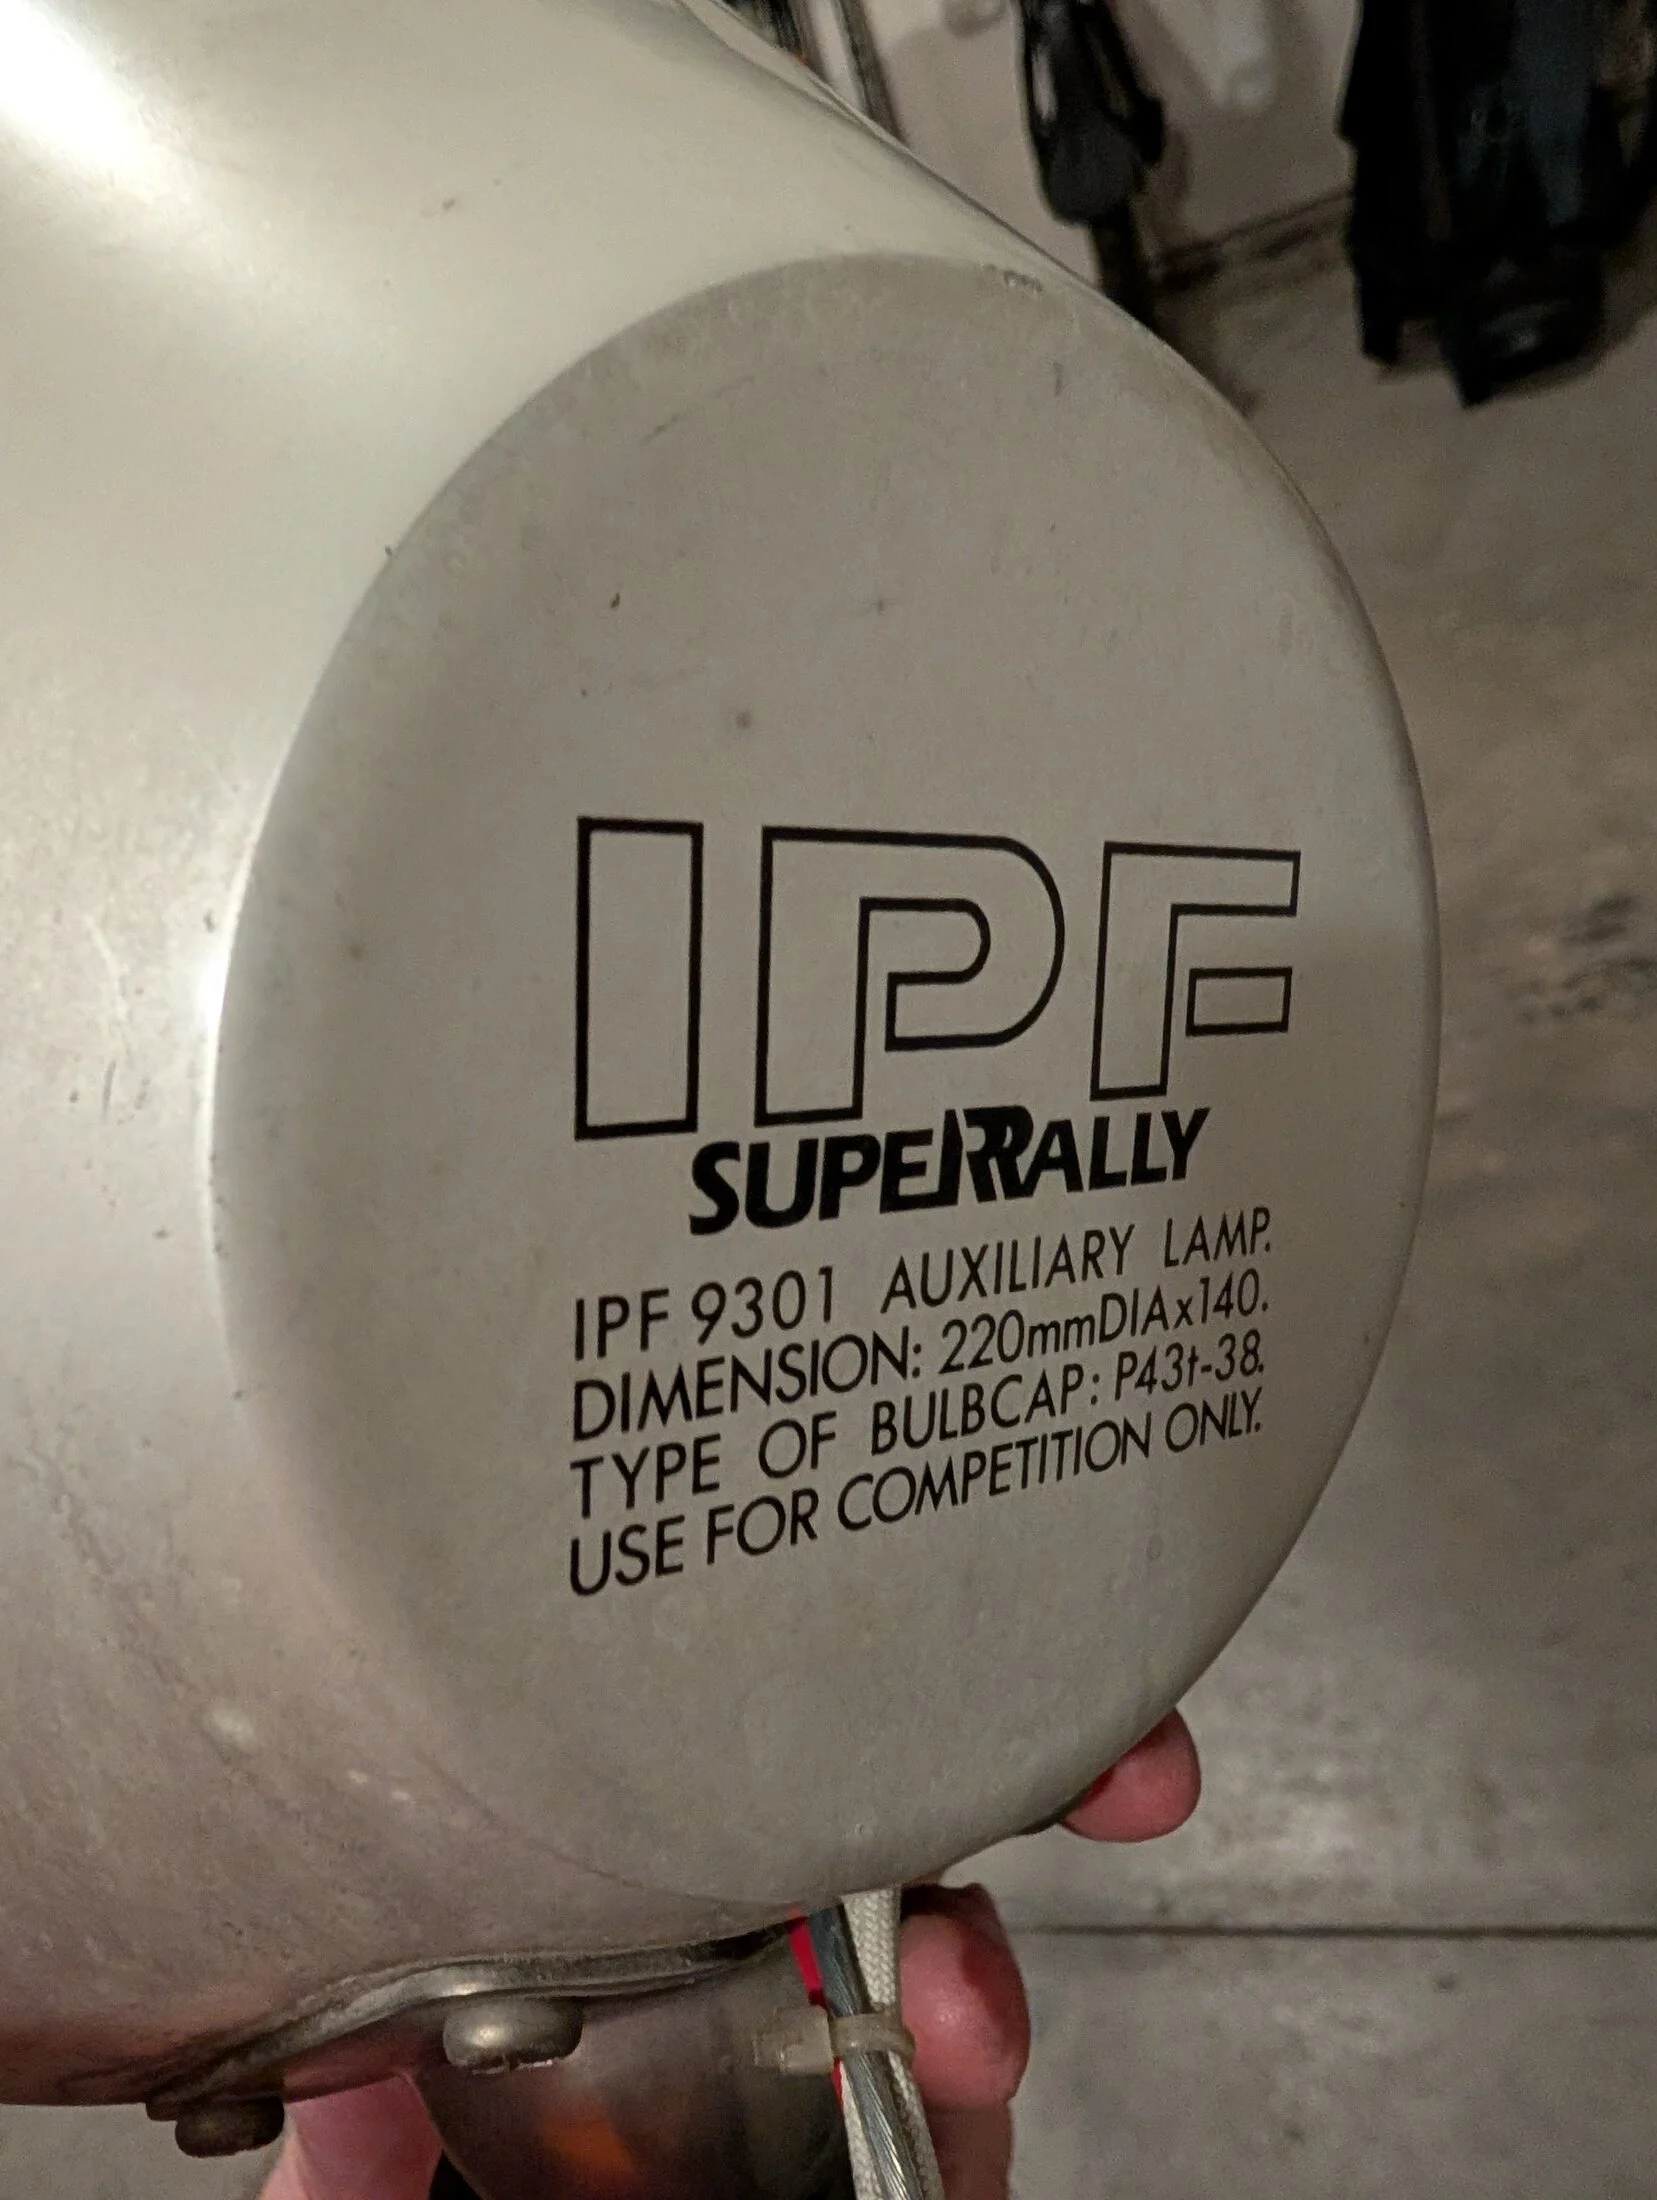 IPF
SUPERRALLY
IPF 9301 AUXILIARY LAMP.
DIMENSION: 220mmDIAx140.
TYPE OF BULBCAP: P43t-38.
USE FOR COMPETITION ONLY.